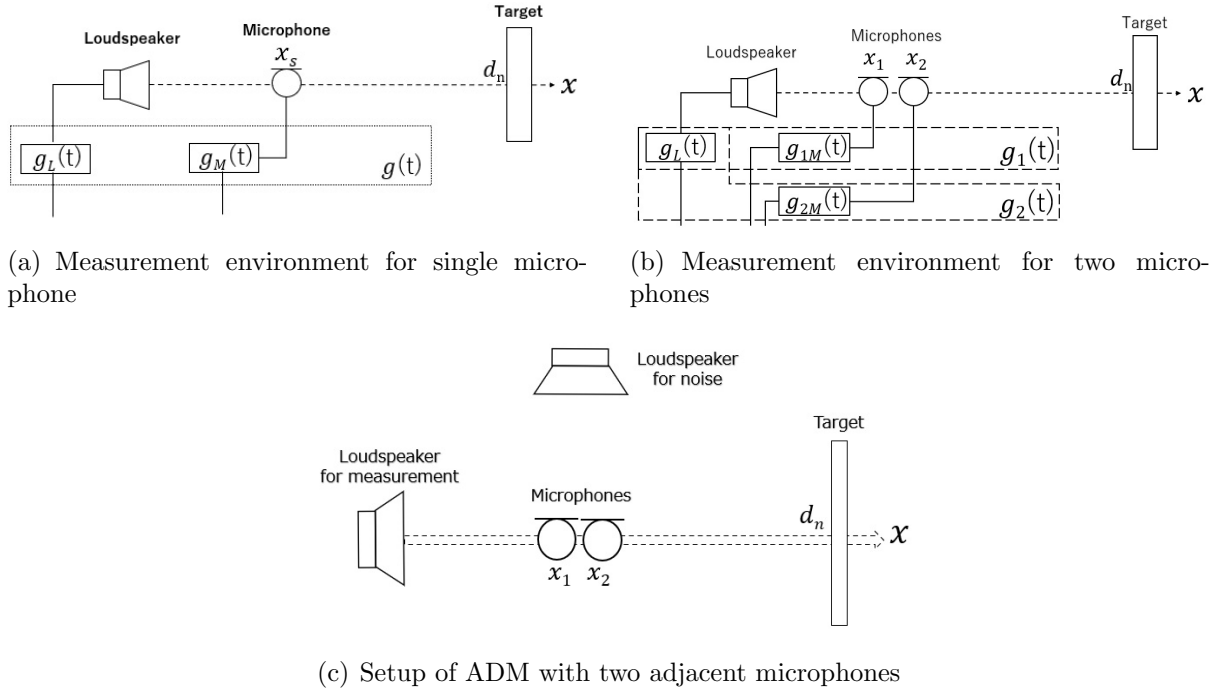 Loudspeaker
Microphone
x_s
Target
d_n
x
g_L(t)
g_M(t)
g(t)
(a) Measurement environment for single micro-
phone
Loudspeaker
Microphones
x_1
x_2
Target
d_n
x
g_L(t)
g_1M(t)
g_1(t)
g_2M(t)
g_2(t)
(b) Measurement environment for two micro-
phones
Loudspeaker
for noise
Loudspeaker
for measurement
Microphones
x_1
x_2
Target
d_n
x
(c) Setup of ADM with two adjacent microphones